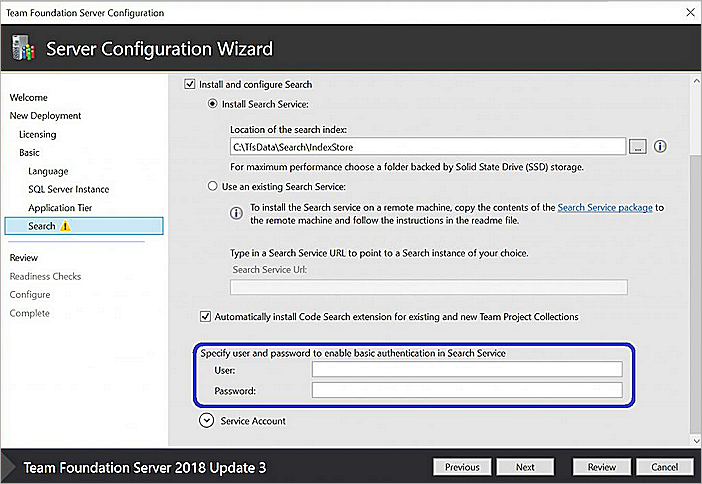 Team Foundation Server Configuration
Server Configuration Wizard
Welcome
New Deployment
Licensing
Basic
Language
SQL Server Instance
Application Tier
Search
Review
Readiness Checks
Configure
Complete
Install and configure Search
Install Search Service:
Location of the search index:
C:\TfsData\Search\IndexStore
...
For maximum performance choose a folder backed by Solid State Drive (SSD) storage.
Use an existing Search Service:
To install the Search service on a remote machine, copy the contents of the Search Service package to
the remote machine and follow the instructions in the readme file.
Type in a Search Service URL to point to a Search instance of your choice.
Search Service Url:
Automatically install Code Search extension for existing and new Team Project Collections
Specify user and password to enable basic authentication in Search Service
User:
Password:
Service Account
Team Foundation Server 2018 Update 3
Previous
Next
Review
Cancel